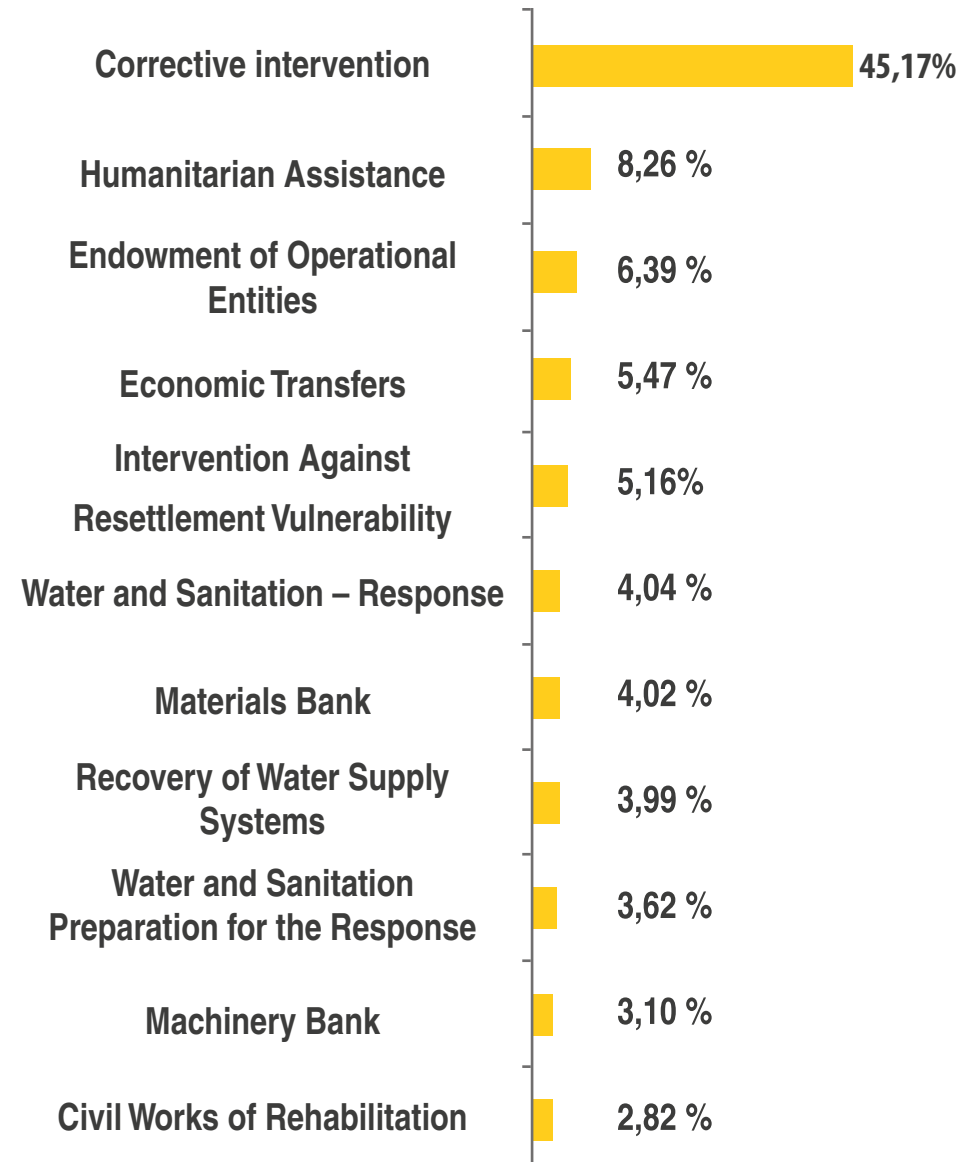 Corrective intervention
45,17%
Humanitarian Assistance
8,26 %
Endowment of Operational
Entities
6,39 %
Economic Transfers
5,47 %
Intervention Against
Resettlement Vulnerability
5,16%
Water and Sanitation – Response
4,04 %
Materials Bank
4,02 %
Recovery of Water Supply
Systems
3,99 %
Water and Sanitation
Preparation for the Response
3,62 %
Machinery Bank
3,10 %
Civil Works of Rehabilitation
2,82 %